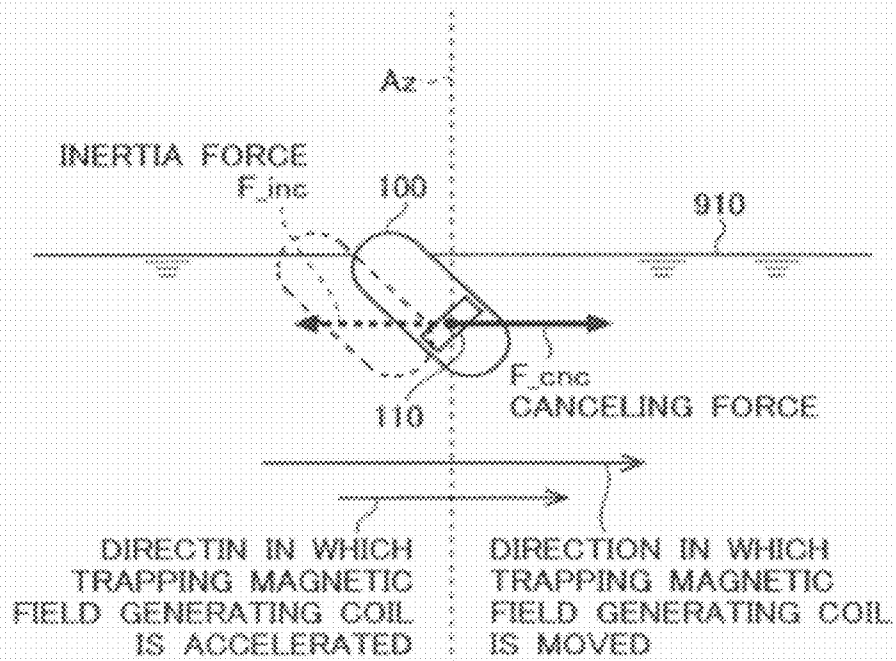 Az
INERTIA FORCE
F_inc
100
910
F_cnc
CANCELING FORCE
110
DIRECTIN IN WHICH
TRAPPING MAGNETIC
FIELD GENERATING COIL
IS ACCELERATED
DIRECTION IN WHICH
TRAPPING MAGNETIC
FIELD GENERATING COIL
IS MOVED